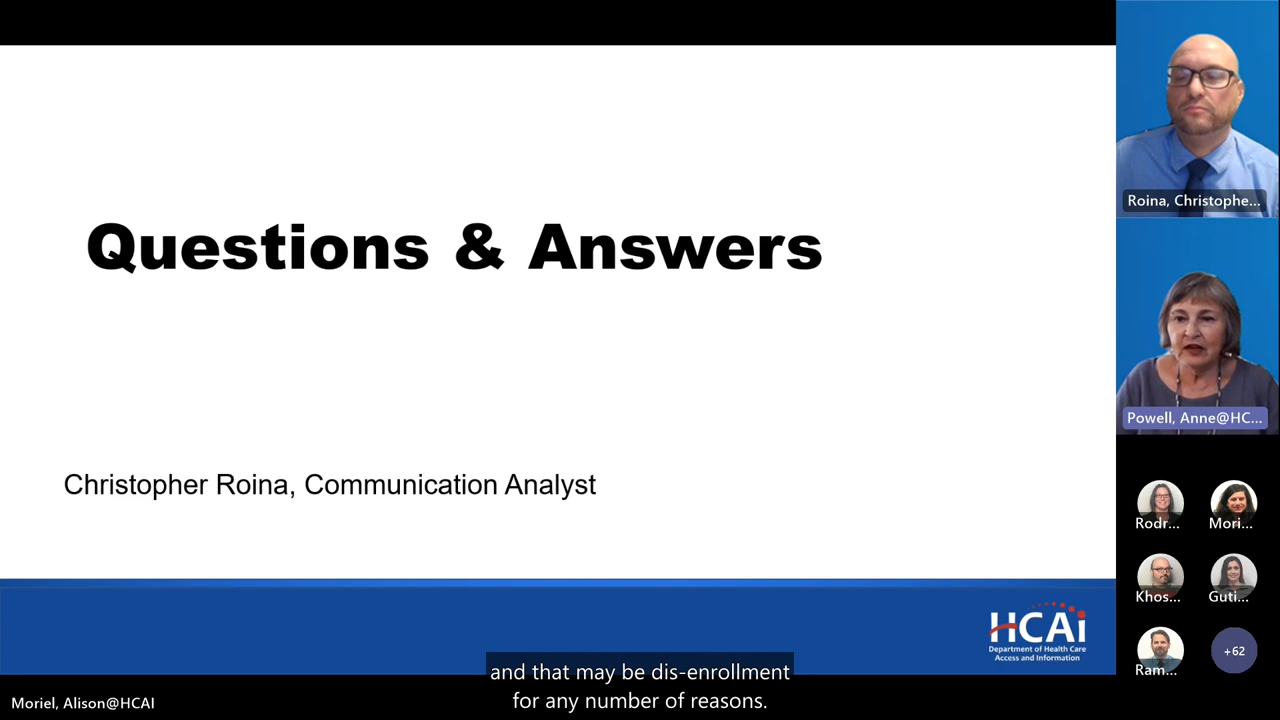 Questions & Answers
Christopher Roina, Communication Analyst
HCAi
Department of Health Care
Access and Information
and that may be dis-enrollment
for any number of reasons.
Moriel, Alison@HCAI
Roina, Christophe...
Powell, Anne@HC...
Rodr...
Mori...
Khos...
Guti...
Ram...
+62